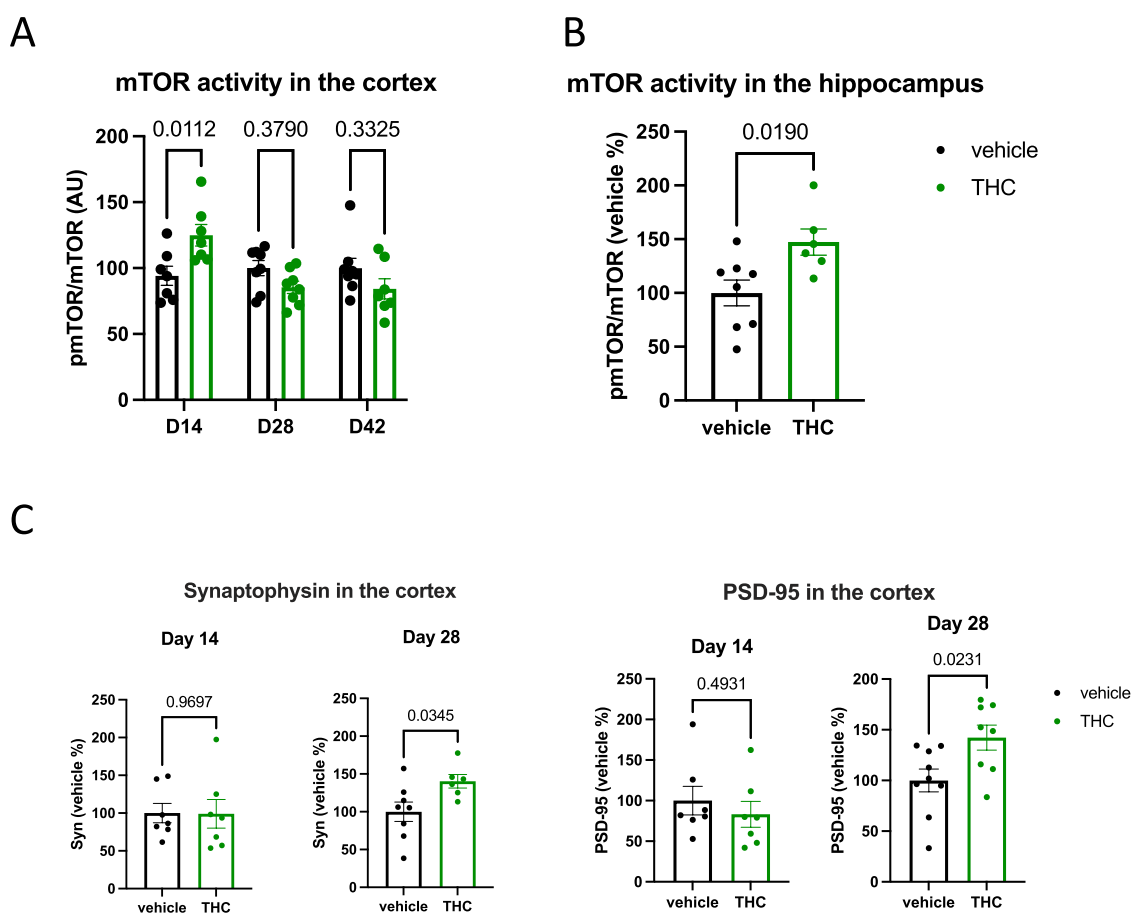 A
mTOR activity in the cortex
pmTOR/mTOR (AU)
200
150
100
50
0
0.0112
0.3790
0.3325
D14
D28
D42
B
mTOR activity in the hippocampus
pmTOR/mTOR (vehicle %)
250
200
150
100
50
0
0.0190
vehicle
THC
vehicle
THC
C
Synaptophysin in the cortex
Day 14
Syn (vehicle %)
250
200
150
100
50
0
0.9697
vehicle
THC
Day 28
Syn (vehicle %)
250
200
150
100
50
0
0.0345
vehicle
THC
PSD-95 in the cortex
Day 14
PSD-95 (vehicle %)
250
200
150
100
50
0
0.4931
vehicle
THC
Day 28
PSD-95 (vehicle %)
200
150
100
50
0
0.0231
vehicle
THC
vehicle
THC